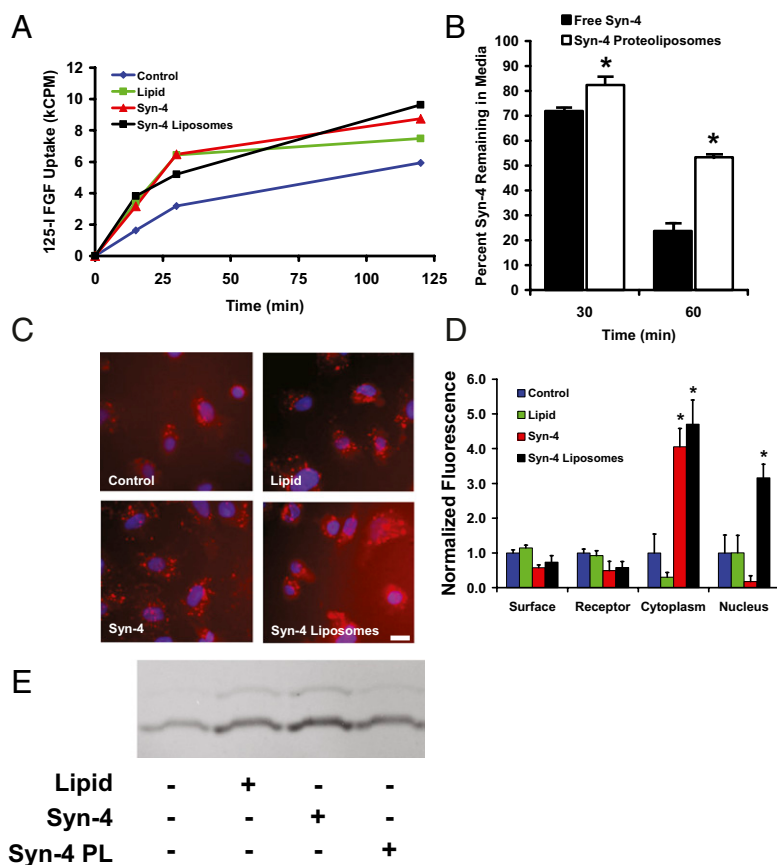 A
125-I FGF Uptake (kCPM)
14
12
10
8
6
4
2
0
Control
Lipid
Syn-4
Syn-4 Liposomes
0 25 50 75 100 125
Time (min)
B
Free Syn-4
Syn-4 Proteoliposomes
Percent Syn-4 Remaining in Media
100
90
80
70
60
50
40
30
20
10
0
* *
30 60
Time (min)
C
Control
Lipid
Syn-4
Syn-4 Liposomes
D
Normalized Fluorescence
6.0
5.0
4.0
3.0
2.0
1.0
0.0
Control
Lipid
Syn-4
Syn-4 Liposomes
* * *
Surface Receptor Cytoplasm Nucleus
E
Lipid - + - -
Syn-4 - - + -
Syn-4 PL - - - +